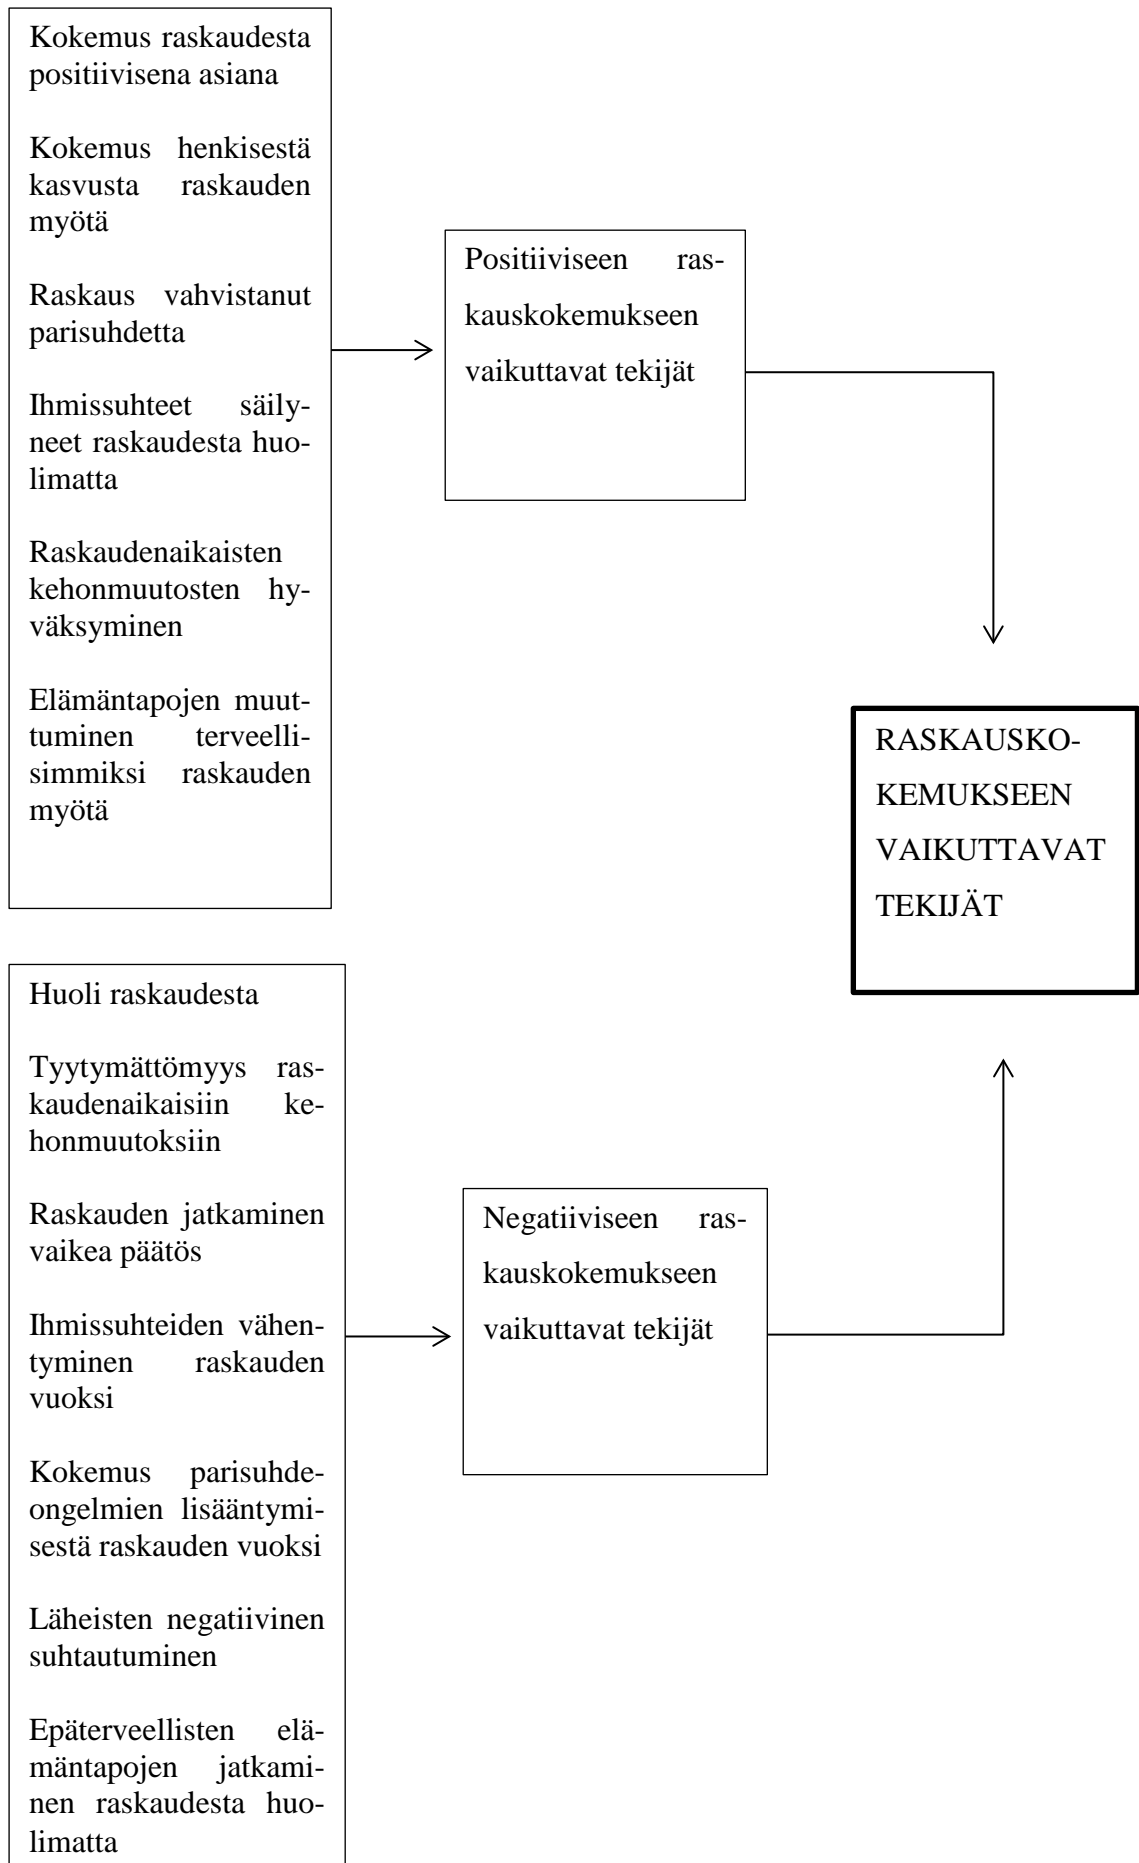 Kokemus raskaudesta
positiivisena asiana
Kokemus henkisestä
kasvusta raskauden
myötä
Raskaus vahvistanut
parisuhdetta
Ihmissuhteet säily-
neet raskaudesta huo-
limatta
Raskaudenaikaisten
kehonmuutosten hy-
väksyminen
Elämäntapojen muut-
tuminen terveelli-
simmiksi raskauden
myötä
Positiiviseen ras-
kauskokemukseen
vaikuttavat tekijät
RASKAUSKO-
KEMUKSEEN
VAIKUTTAVAT
TEKIJÄT
Huoli raskaudesta
Tyytymättömyys ras-
kaudenaikaisiin ke-
honmuutoksiin
Raskauden jatkaminen
vaikea päätös
Ihmissuhteiden vähen-
tyminen raskauden
vuoksi
Kokemus parisuhde-
ongelmien lisääntymi-
sestä raskauden vuoksi
Läheisten negatiivinen
suhtautuminen
Epäterveellisten elä-
mäntapojen jatkami-
nen raskaudesta huo-
limatta
Negatiiviseen ras-
kauskokemukseen
vaikuttavat tekijät